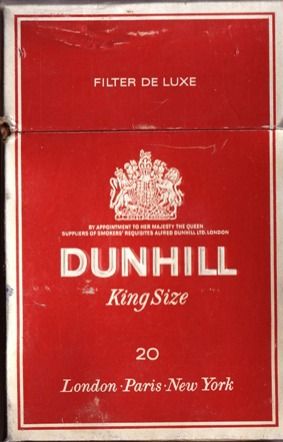 FILTER DE LUXE
BY APPOINTMENT TO HER MAJESTY THE QUEEN
SUPPLIERS OF SMOKERS' REQUISITES ALFRED DUNHILL LTD. LONDON
DUNHILL
King Size
20
London · Paris · New York